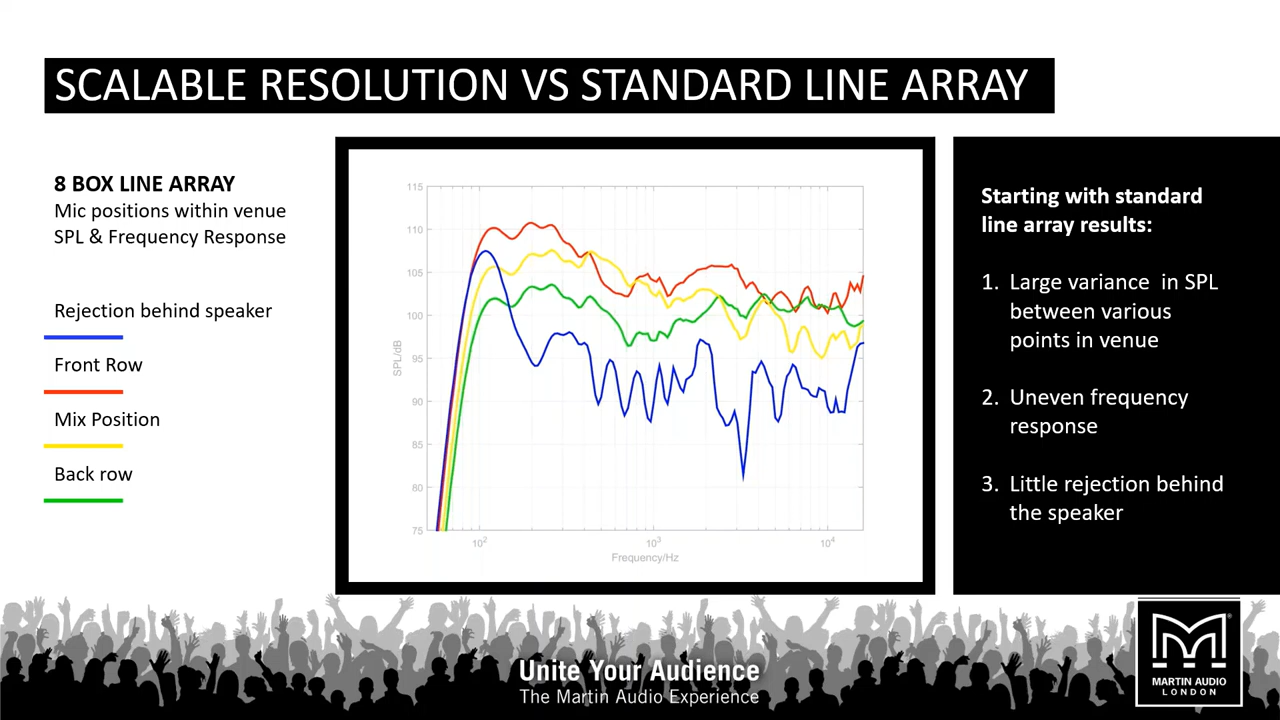 SCALABLE RESOLUTION VS STANDARD LINE ARRAY
8 BOX LINE ARRAY
Mic positions within venue
SPL & Frequency Response
Rejection behind speaker
Front Row
Mix Position
Back row
115
110
105
100
95
90
85
80
75
SPL/dB
10²
10³
10⁴
Frequency/Hz
Starting with standard
line array results:
1. Large variance in SPL
between various
points in venue
2. Uneven frequency
response
3. Little rejection behind
the speaker
Unite Your Audience
The Martin Audio Experience
®
MARTIN AUDIO
LONDON